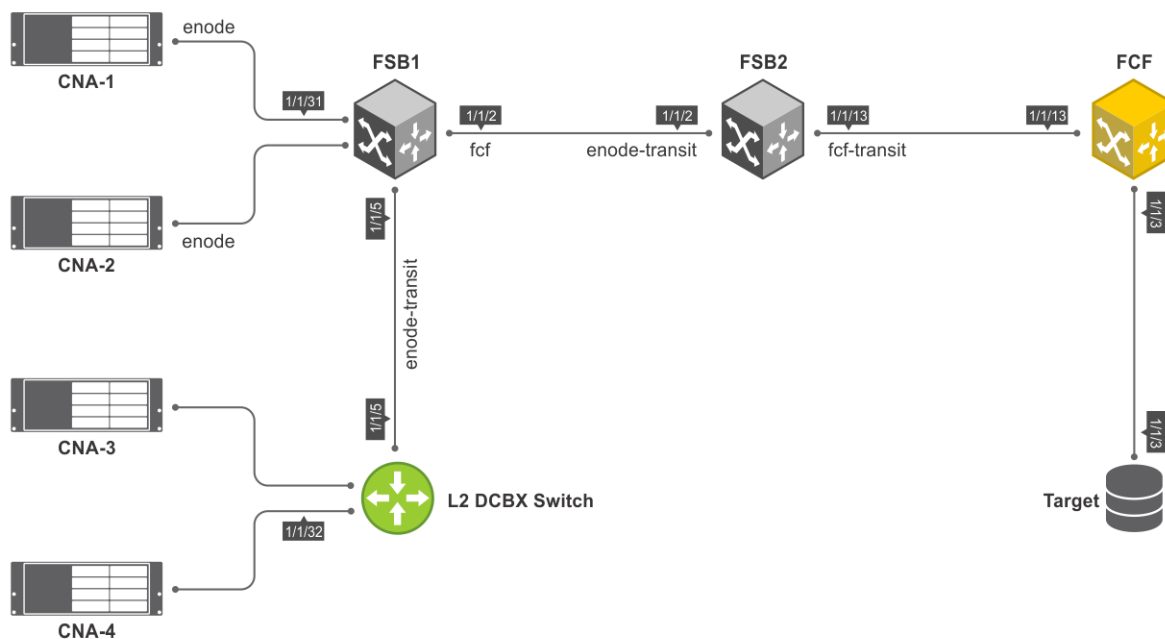 enode
CNA-1
FSB1
FSB2
FCF
1/1/31
1/1/2
1/1/2
1/1/13
1/1/13
fcf
enode-transit
fcf-transit
enode
CNA-2
1/1/5
1/1/3
enode-transit
1/1/5
1/1/3
CNA-3
L2 DCBX Switch
Target
1/1/32
CNA-4